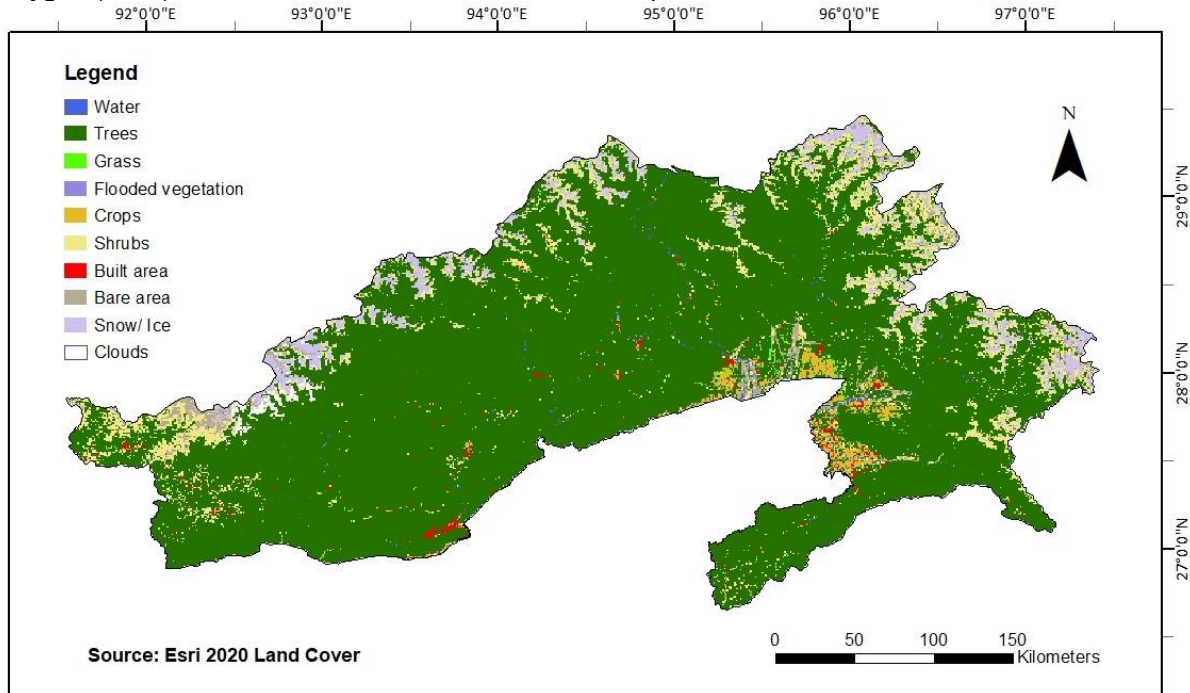 92°0'0"E 93°0'0"E 94°0'0"E 95°0'0"E 96°0'0"E 97°0'0"E
Legend
Water
Trees
Grass
Flooded vegetation
Crops
Shrubs
Built area
Bare area
Snow/ Ice
Clouds
N
29°0'0"N
28°0'0"N
27°0'0"N
Source: Esri 2020 Land Cover
0 50 100 150
Kilometers